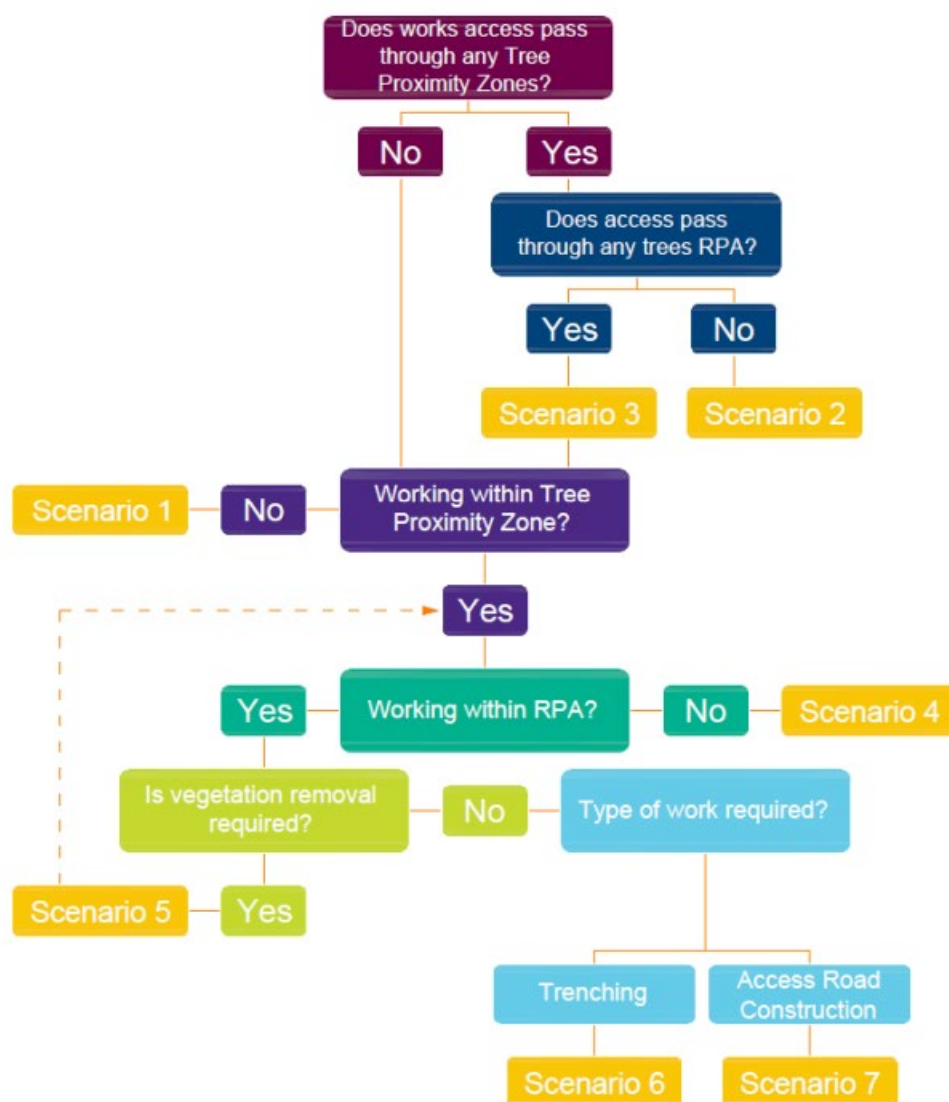 Does works access pass
through any Tree
Proximity Zones?
No
Yes
Does access pass
through any trees RPA?
Yes
No
Scenario 3
Scenario 2
Scenario 1
No
Working within Tree
Proximity Zone?
Yes
Yes
Working within RPA?
No
Scenario 4
Is vegetation removal
required?
No
Type of work required?
Scenario 5
Yes
Trenching
Access Road
Construction
Scenario 6
Scenario 7